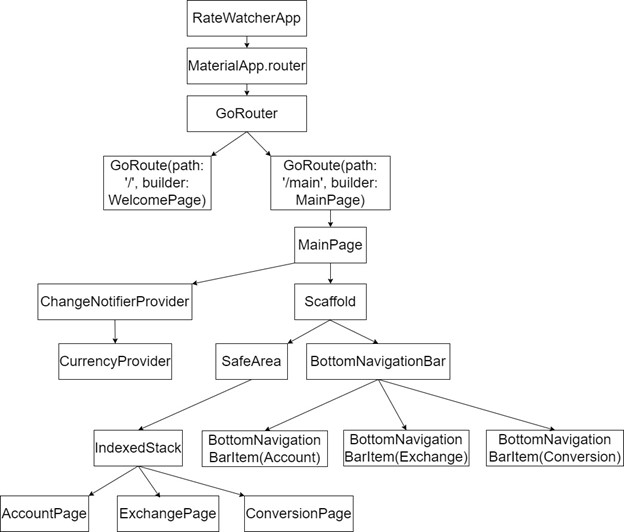 RateWatcherApp
MaterialApp.router
GoRouter
GoRoute(path:
'/', builder:
WelcomePage)
GoRoute(path:
'/main', builder:
MainPage)
MainPage
ChangeNotifierProvider
Scaffold
CurrencyProvider
SafeArea
BottomNavigationBar
IndexedStack
BottomNavigation
BarItem(Account)
BottomNavigation
BarItem(Exchange)
BottomNavigation
BarItem(Conversion)
AccountPage
ExchangePage
ConversionPage